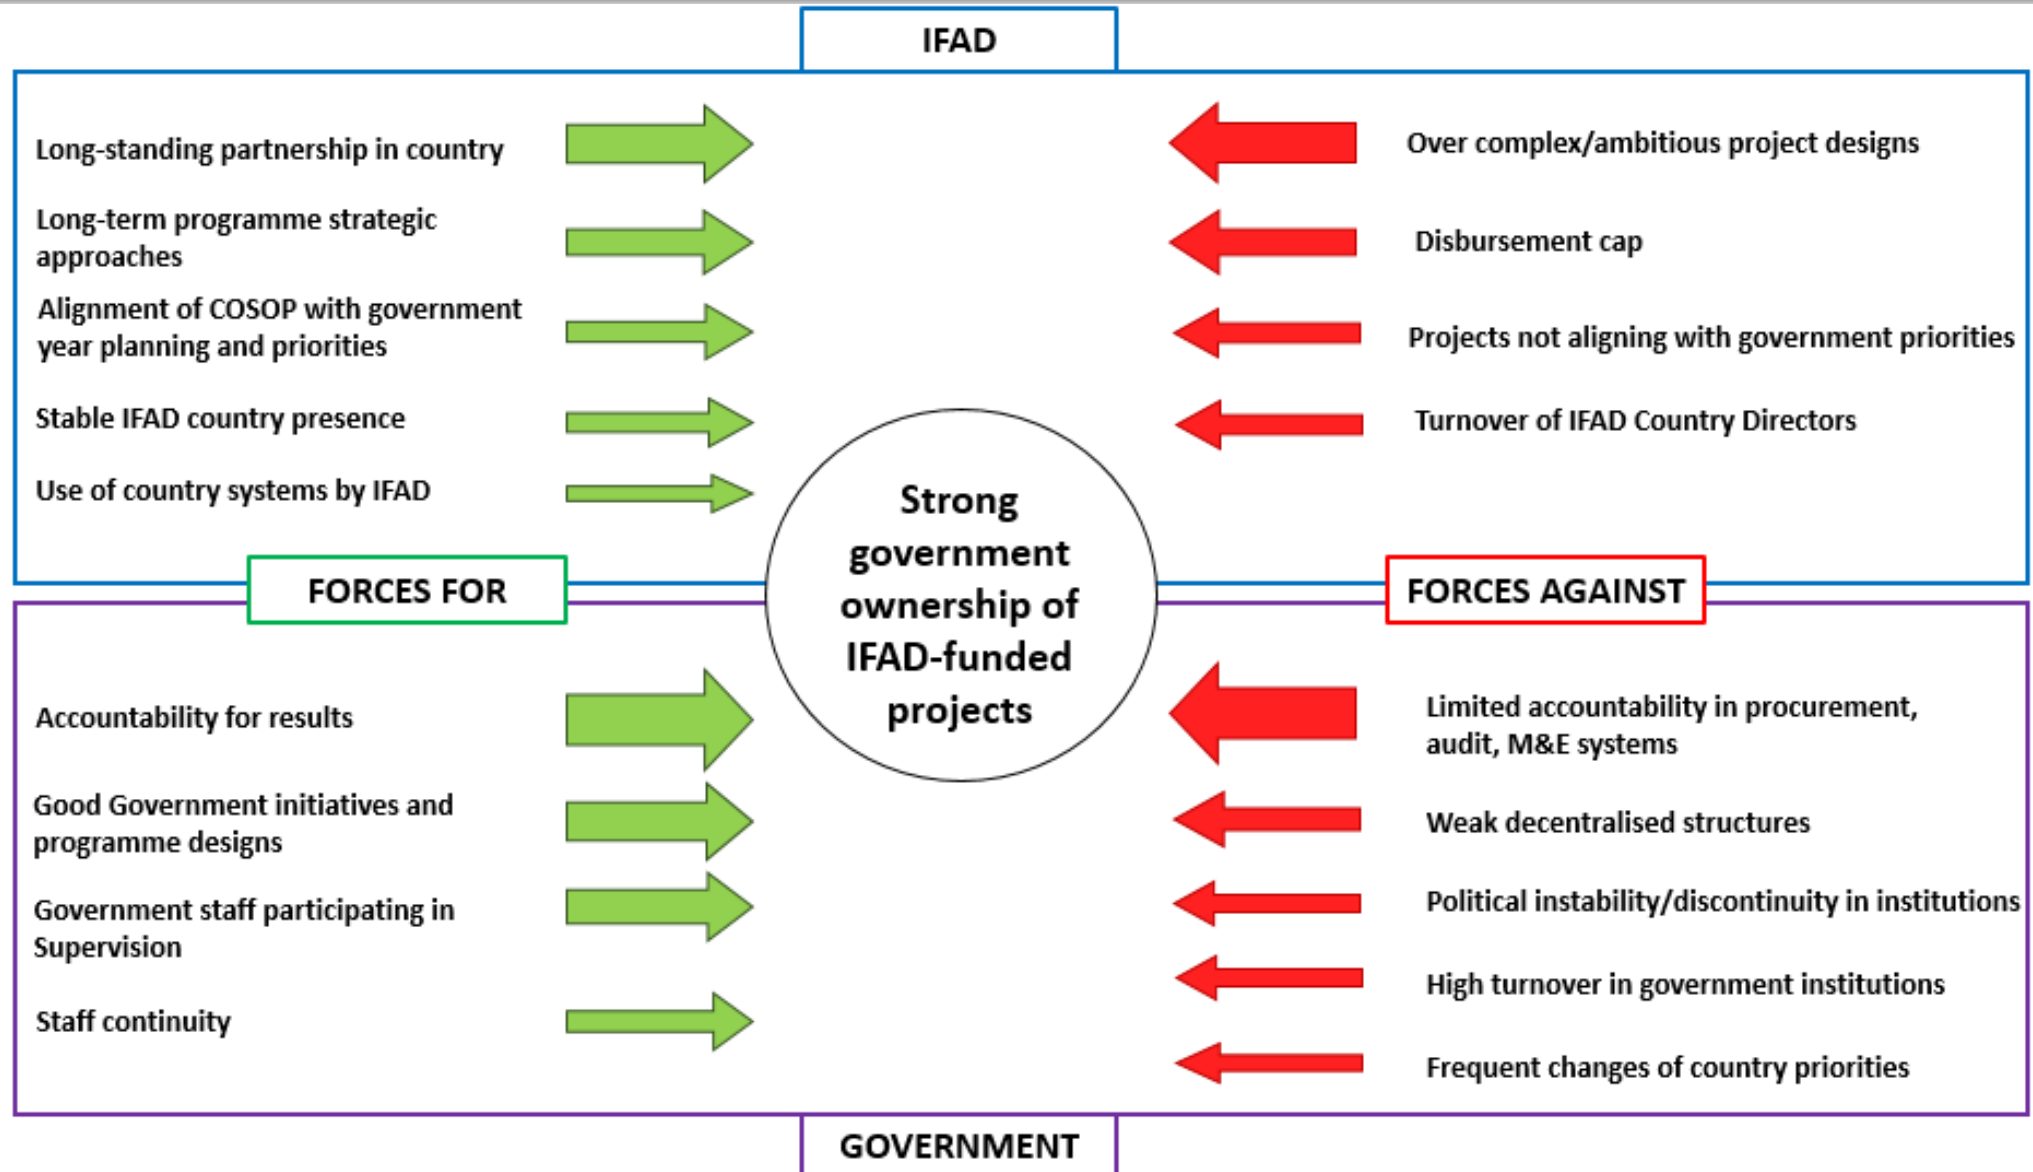 IFAD
Long-standing partnership in country
Long-term programme strategic
approaches
Alignment of COSOP with government
year planning and priorities
Stable IFAD country presence
Use of country systems by IFAD
Over complex/ambitious project designs
Disbursement cap
Projects not aligning with government priorities
Turnover of IFAD Country Directors
Strong
government
ownership of
IFAD-funded
projects
FORCES FOR
FORCES AGAINST
Accountability for results
Good Government initiatives and
programme designs
Government staff participating in
Supervision
Staff continuity
Limited accountability in procurement,
audit, M&E systems
Weak decentralised structures
Political instability/discontinuity in institutions
High turnover in government institutions
Frequent changes of country priorities
GOVERNMENT